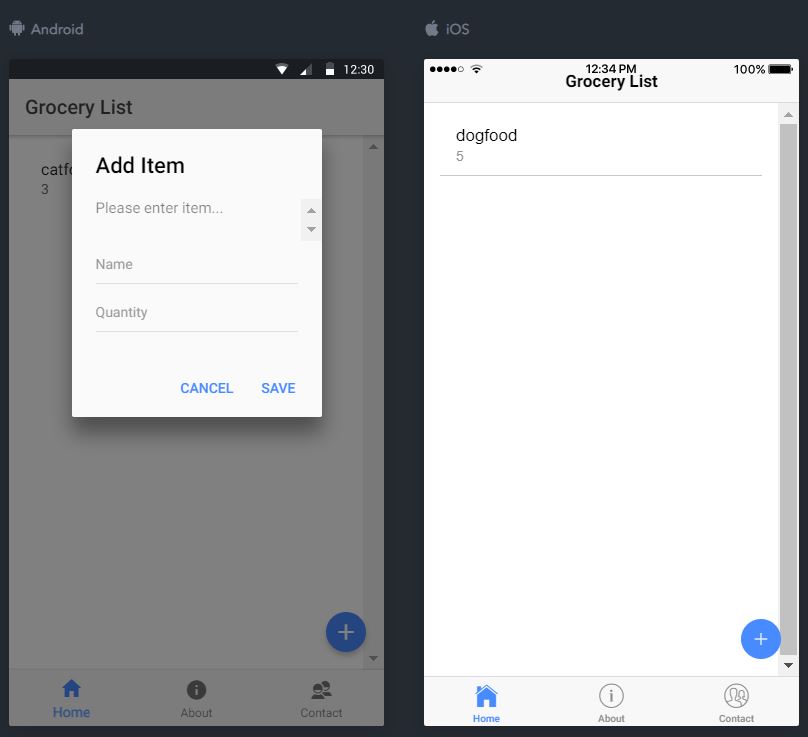 Android
12:30
Grocery List
3
Add Item
Please enter item...
Name
Quantity
CANCEL SAVE
Home About Contact
iOS
12:34 PM 100%
Grocery List
dogfood
5
Home About Contact